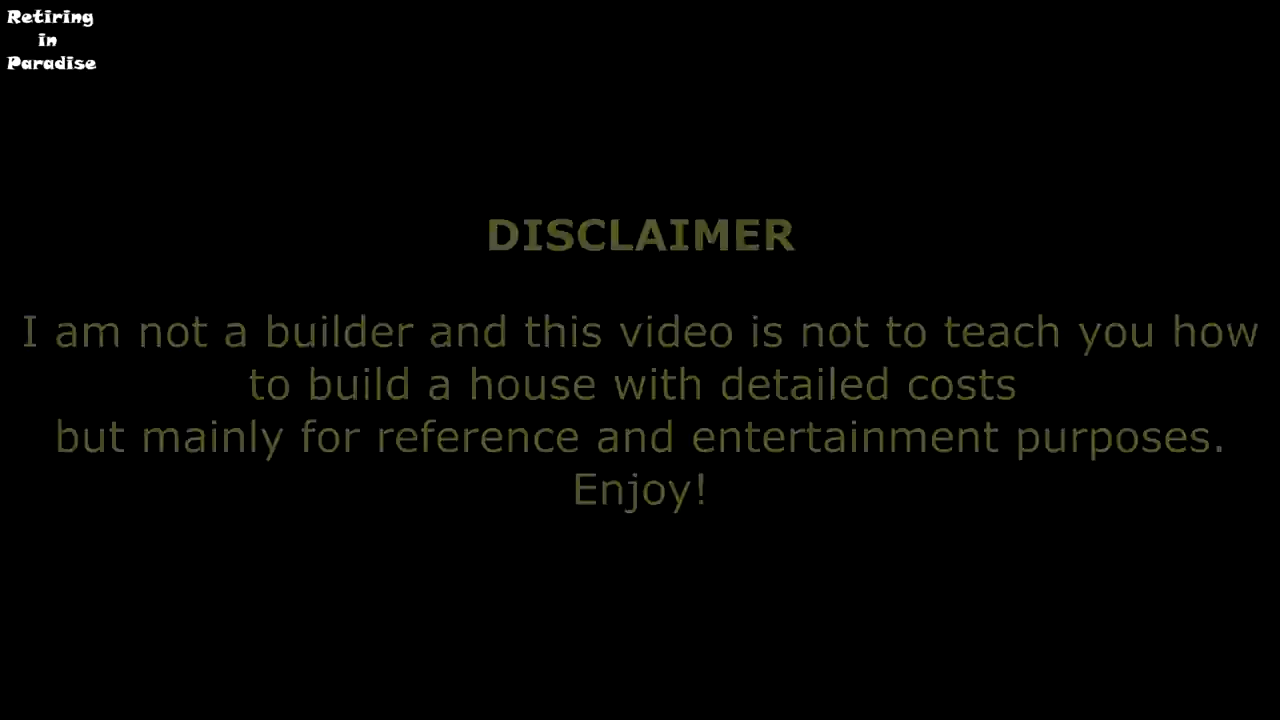 Retiring
in
Paradise
DISCLAIMER
I am not a builder and this video is not to teach you how
to build a house with detailed costs
but mainly for reference and entertainment purposes.
Enjoy!